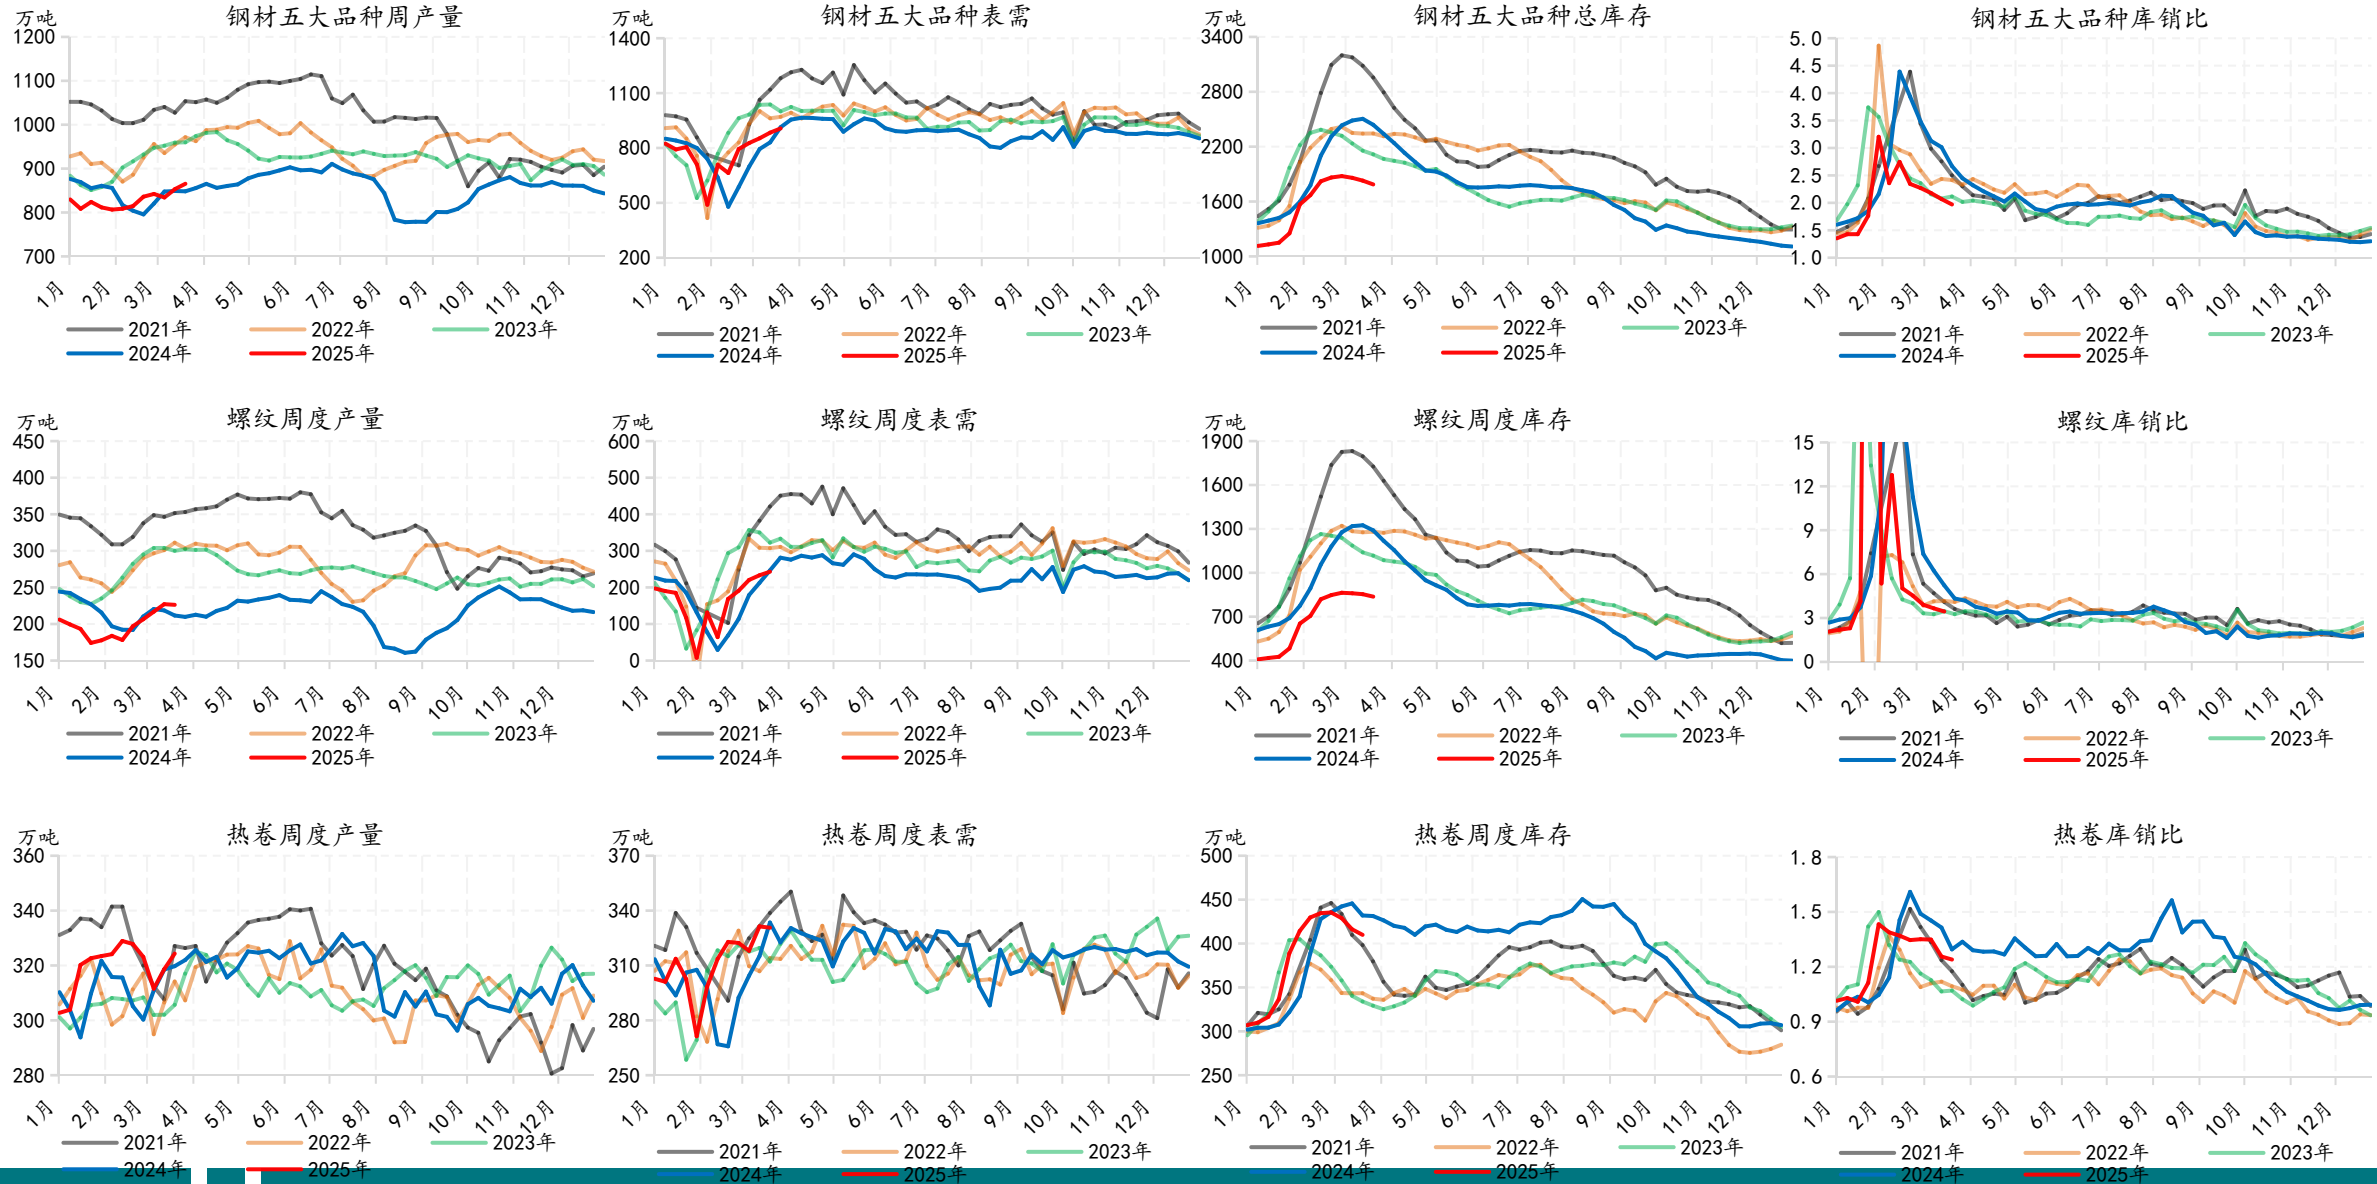 钢材五大品种周产量
万吨
1200
1100
1000
900
800
700
1月 2月 3月 4月 5月 6月 7月 8月 9月 10月 11月 12月
2021年 2022年 2023年
2024年 2025年
钢材五大品种表需
万吨
1400
1100
800
500
200
1月 2月 3月 4月 5月 6月 7月 8月 9月 10月 11月 12月
2021年 2022年 2023年
2024年 2025年
钢材五大品种总库存
万吨
3400
2800
2200
1600
1000
1月 2月 3月 4月 5月 6月 7月 8月 9月 10月 11月 12月
2021年 2022年 2023年
2024年 2025年
钢材五大品种库销比
5.0
4.5
4.0
3.5
3.0
2.5
2.0
1.5
1.0
1月 2月 3月 4月 5月 6月 7月 8月 9月 10月 11月 12月
2021年 2022年 2023年
2024年 2025年
螺纹周度产量
万吨
450
400
350
300
250
200
150
1月 2月 3月 4月 5月 6月 7月 8月 9月 10月 11月 12月
2021年 2022年 2023年
2024年 2025年
螺纹周度表需
万吨
600
500
400
300
200
100
0
1月 2月 3月 4月 5月 6月 7月 8月 9月 10月 11月 12月
2021年 2022年 2023年
2024年 2025年
螺纹周度库存
万吨
1900
1600
1300
1000
700
400
1月 2月 3月 4月 5月 6月 7月 8月 9月 10月 11月 12月
2021年 2022年 2023年
2024年 2025年
螺纹库销比
15
12
9
6
3
0
1月 2月 3月 4月 5月 6月 7月 8月 9月 10月 11月 12月
2021年 2022年 2023年
2024年 2025年
热卷周度产量
万吨
360
340
320
300
280
1月 2月 3月 4月 5月 6月 7月 8月 9月 10月 11月 12月
2021年 2022年 2023年
2024年 2025年
热卷周度表需
万吨
370
340
310
280
250
1月 2月 3月 4月 5月 6月 7月 8月 9月 10月 11月 12月
2021年 2022年 2023年
2024年 2025年
热卷周度库存
万吨
500
450
400
350
300
250
1月 2月 3月 4月 5月 6月 7月 8月 9月 10月 11月 12月
2021年 2022年 2023年
2024年 2025年
热卷库销比
1.8
1.5
1.2
0.9
0.6
1月 2月 3月 4月 5月 6月 7月 8月 9月 10月 11月 12月
2021年 2022年 2023年
2024年 2025年